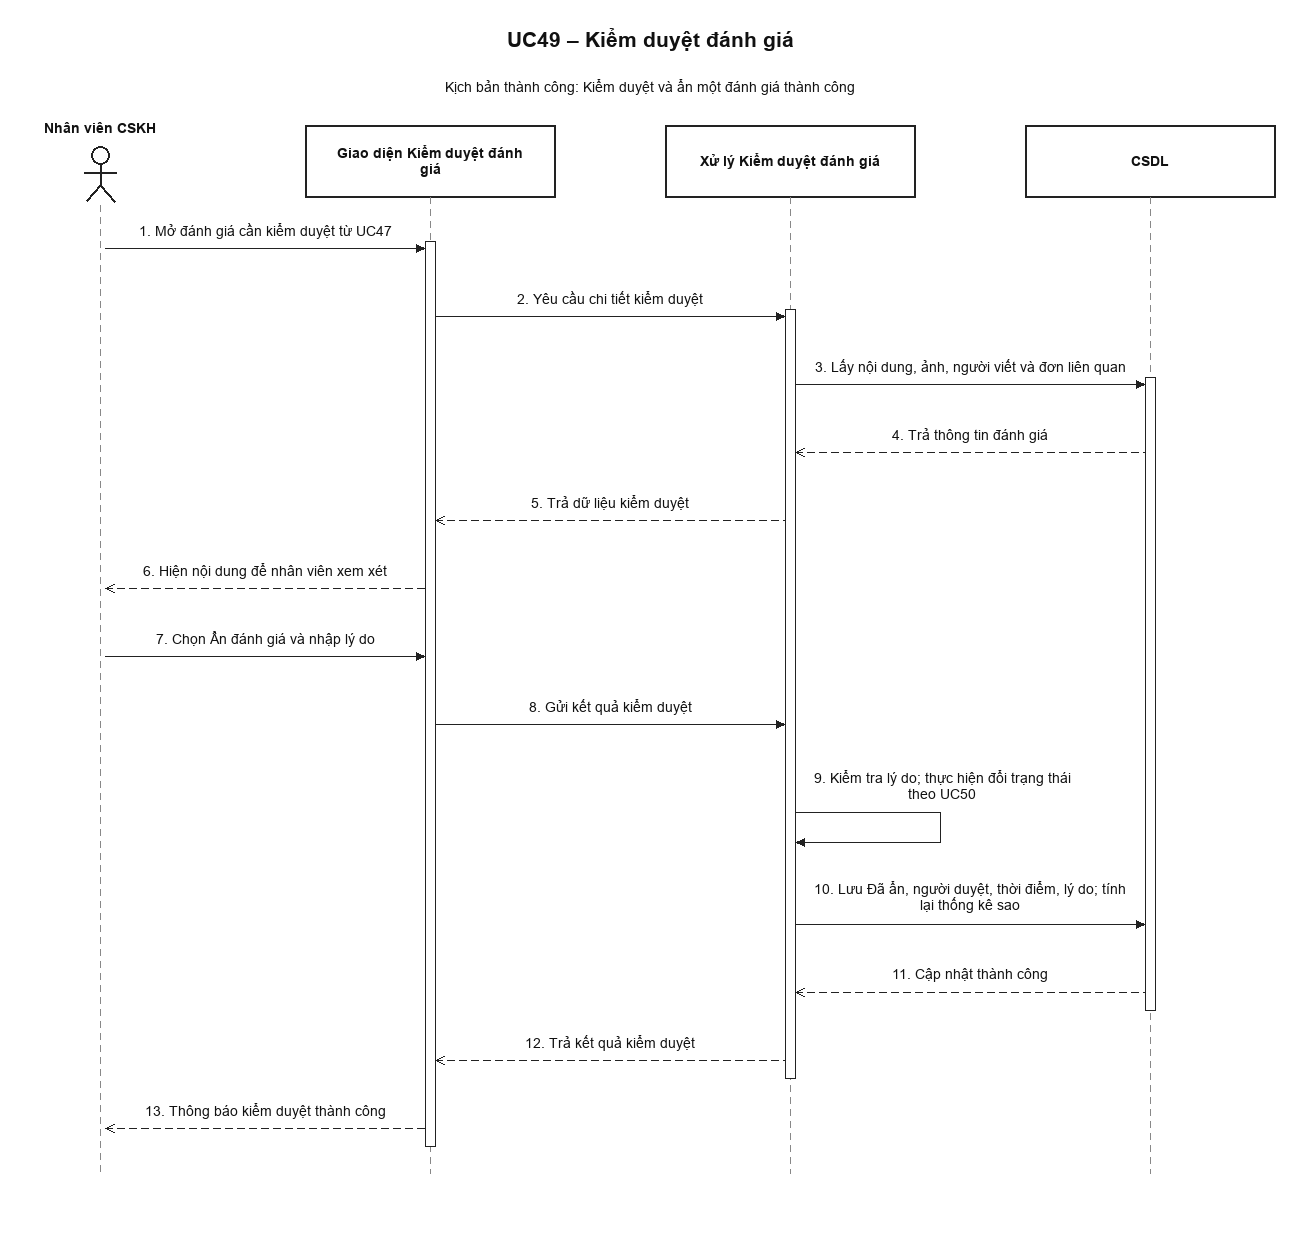 UC49 – Kiểm duyệt đánh giá
Kịch bản thành công: Kiểm duyệt và ẩn một đánh giá thành công
Nhân viên CSKH
Giao diện Kiểm duyệt đánh
giá
Xử lý Kiểm duyệt đánh giá
CSDL
1. Mở đánh giá cần kiểm duyệt từ UC47
2. Yêu cầu chi tiết kiểm duyệt
3. Lấy nội dung, ảnh, người viết và đơn liên quan
4. Trả thông tin đánh giá
5. Trả dữ liệu kiểm duyệt
6. Hiện nội dung để nhân viên xem xét
7. Chọn Ẩn đánh giá và nhập lý do
8. Gửi kết quả kiểm duyệt
9. Kiểm tra lý do; thực hiện đổi trạng thái
theo UC50
10. Lưu Đã ẩn, người duyệt, thời điểm, lý do; tính
lại thống kê sao
11. Cập nhật thành công
12. Trả kết quả kiểm duyệt
13. Thông báo kiểm duyệt thành công